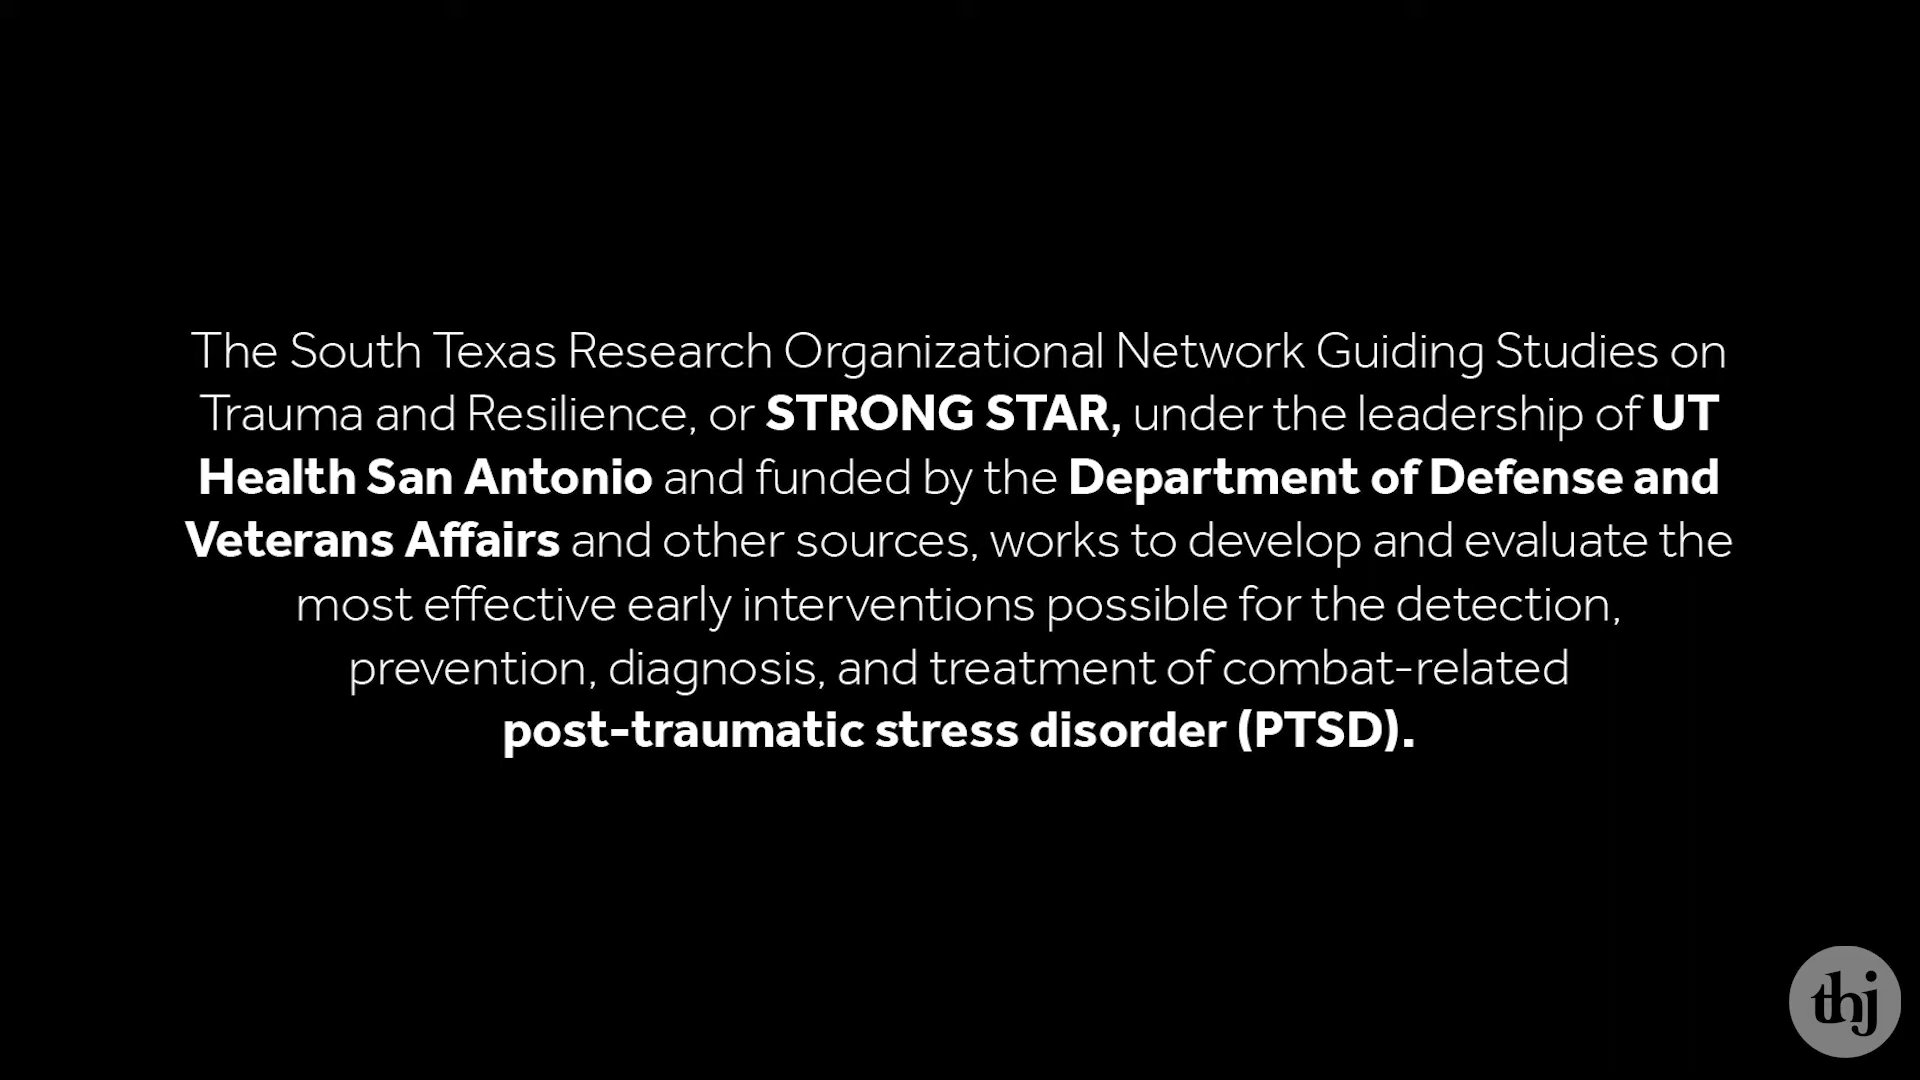 The South Texas Research Organizational Network Guiding Studies on
Trauma and Resilience, or STRONG STAR, under the leadership of UT
Health San Antonio and funded by the Department of Defense and
Veterans Affairs and other sources, works to develop and evaluate the
most effective early interventions possible for the detection,
prevention, diagnosis, and treatment of combat-related
post-traumatic stress disorder (PTSD).
thj